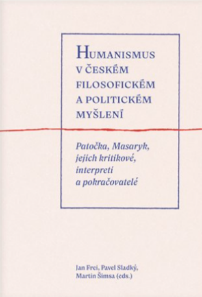 HUMANISMUS
V ČESKÉM
FILOSOFICKÉM
A POLITICKÉM
MYŠLENÍ
Patočka, Masaryk,
jejich kritikové,
interpreti
a pokračovatelé
Jan Frei, Pavel Sladký,
Martin Šimsa (eds.)